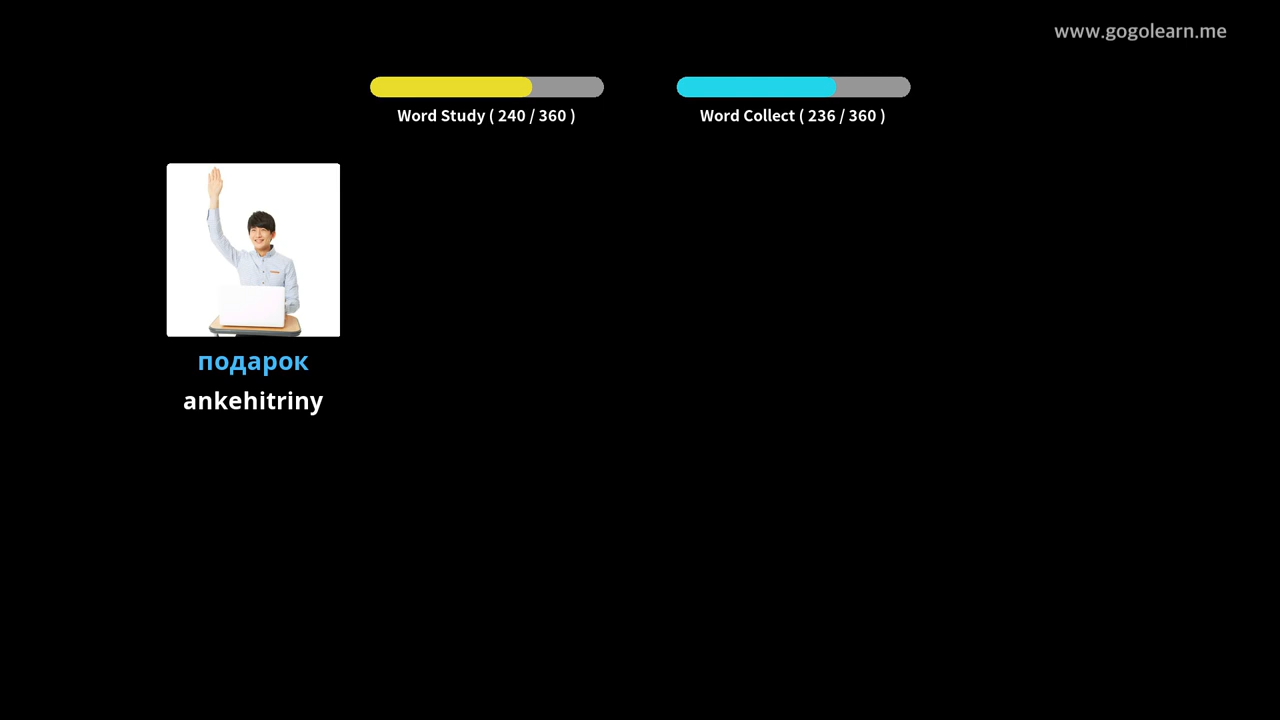 www.gogolearn.me
Word Study ( 240 / 360 )
Word Collect ( 236 / 360 )
подарок
ankehitriny